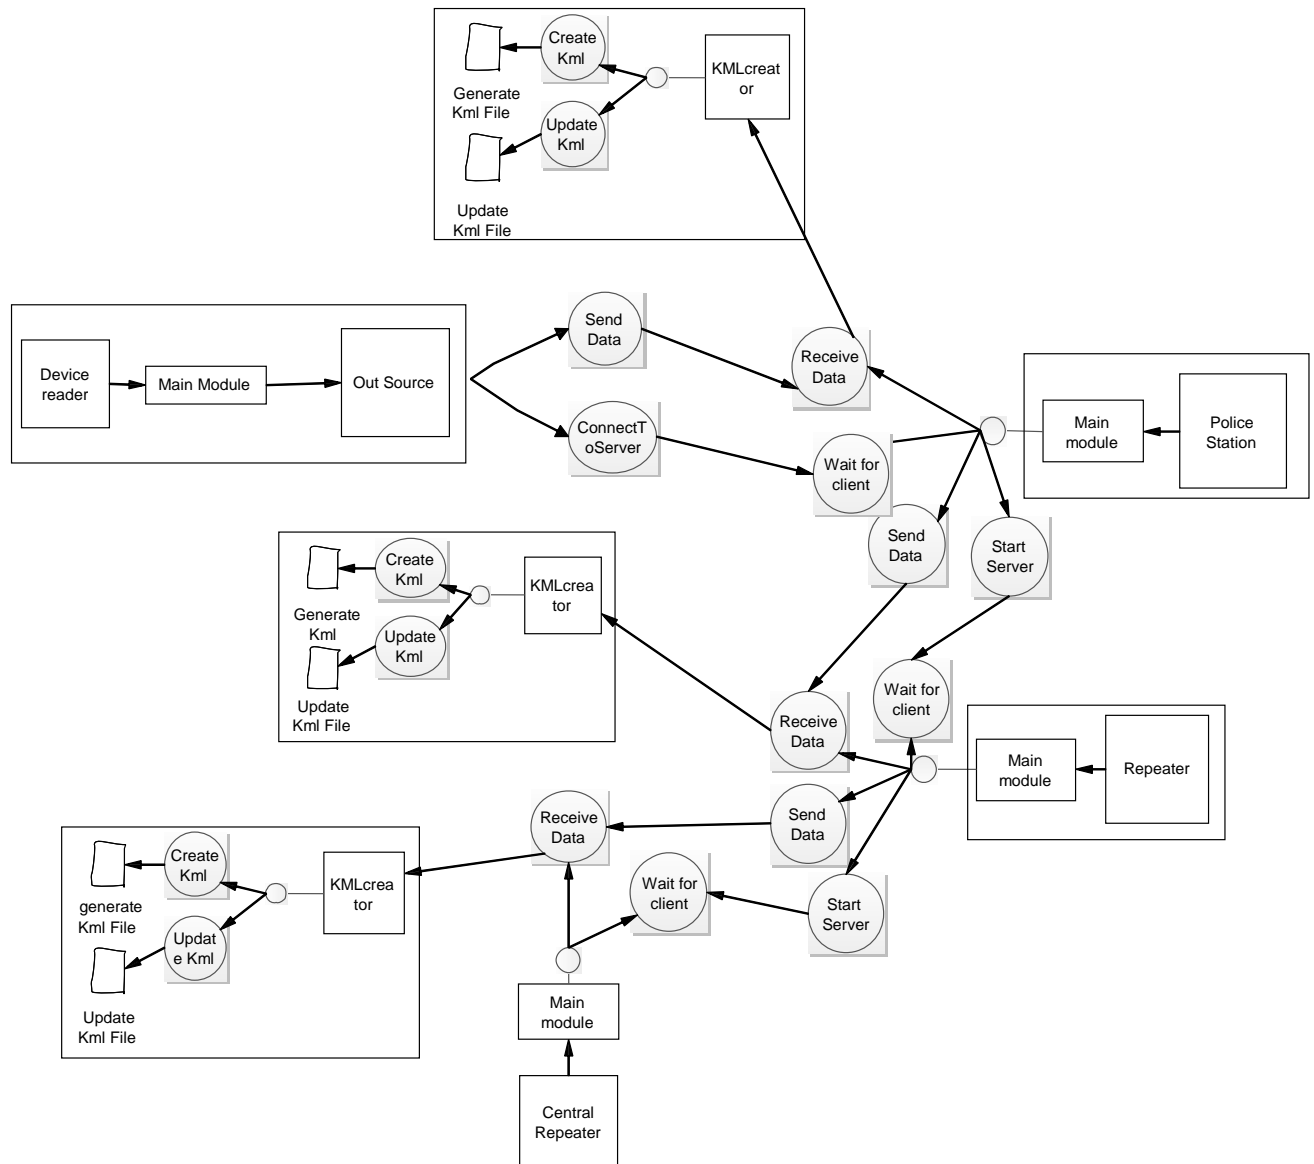 Create
Kml
KMLcreat
or
Generate
Kml File
Update
Kml
Update
Kml File
Send
Data
Receive
Data
Device
reader
Main Module
Out Source
ConnectT
oServer
Wait for
client
Main
module
Police
Station
Send
Data
Start
Server
Create
Kml
KMLcrea
tor
Generate
Kml
Update
Kml
Update
Kml File
Wait for
client
Receive
Data
Main
module
Repeater
Receive
Data
Send
Data
Create
Kml
KMLcrea
tor
generate
Kml File
Updat
e Kml
Update
Kml File
Wait for
client
Start
Server
Main
module
Central
Repeater